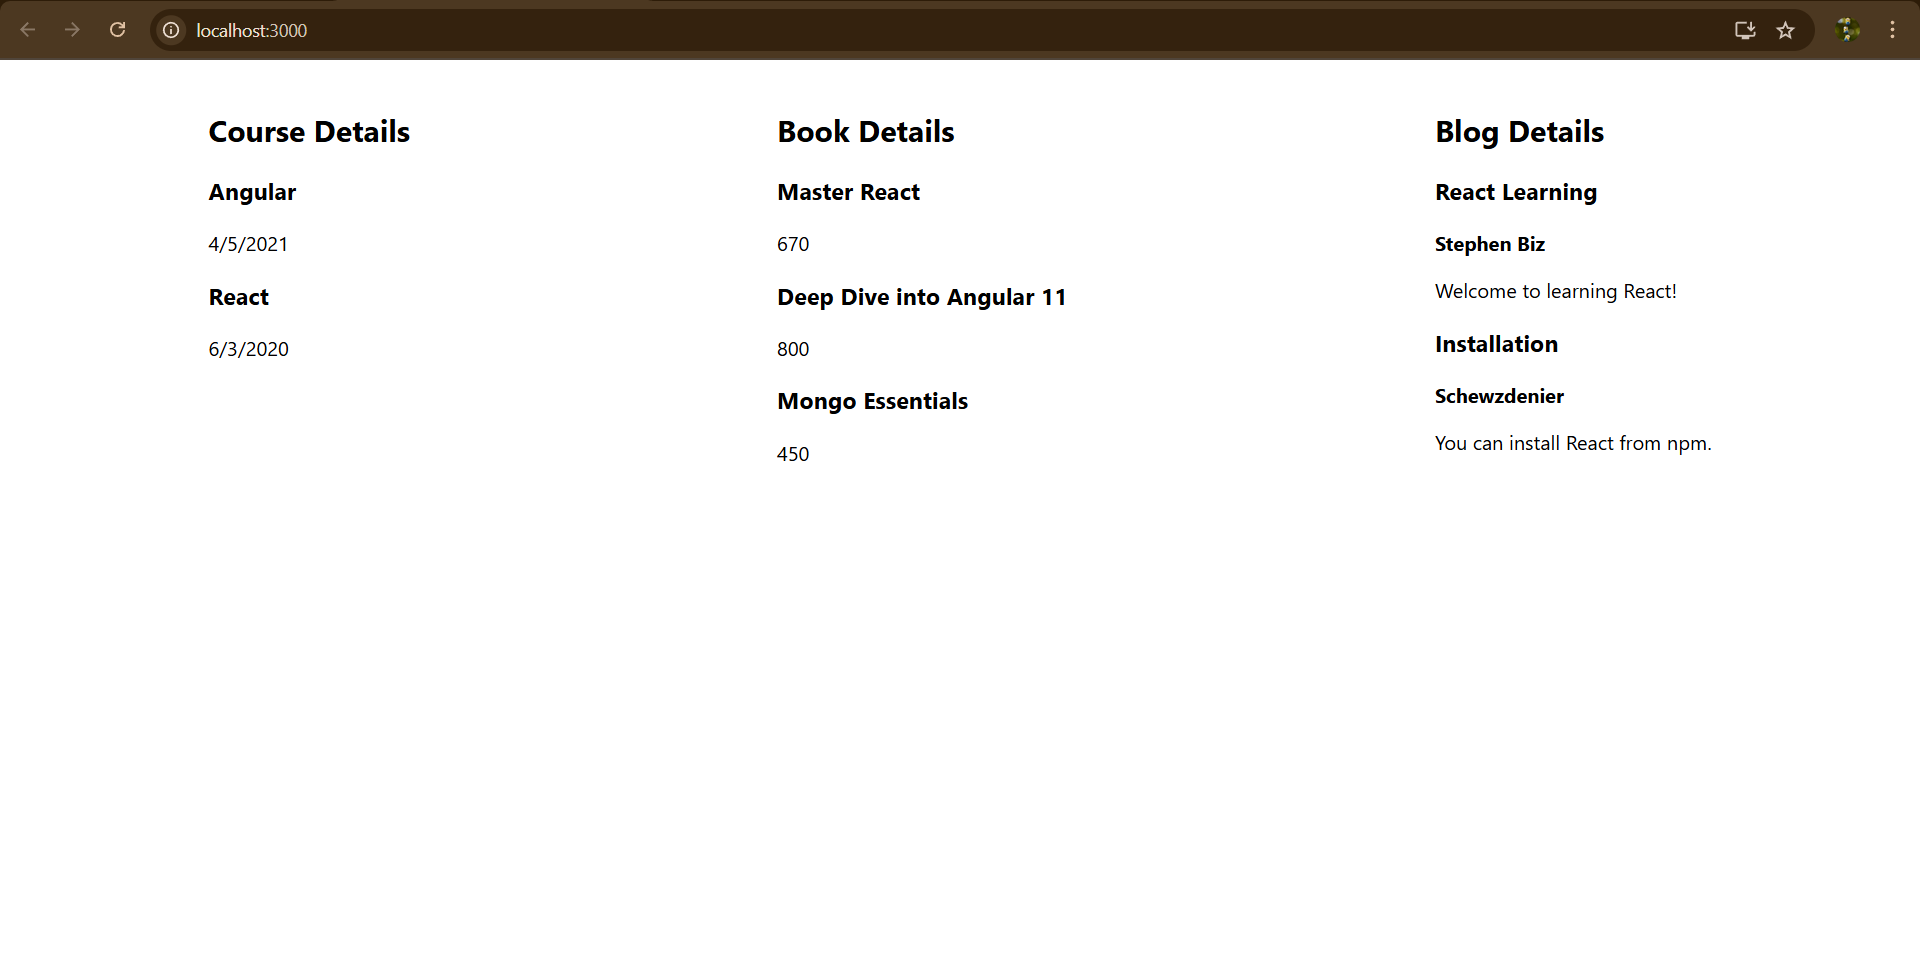 localhost:3000
Course Details
Angular
4/5/2021
React
6/3/2020
Book Details
Master React
670
Deep Dive into Angular 11
800
Mongo Essentials
450
Blog Details
React Learning
Stephen Biz
Welcome to learning React!
Installation
Schewzdenier
You can install React from npm.